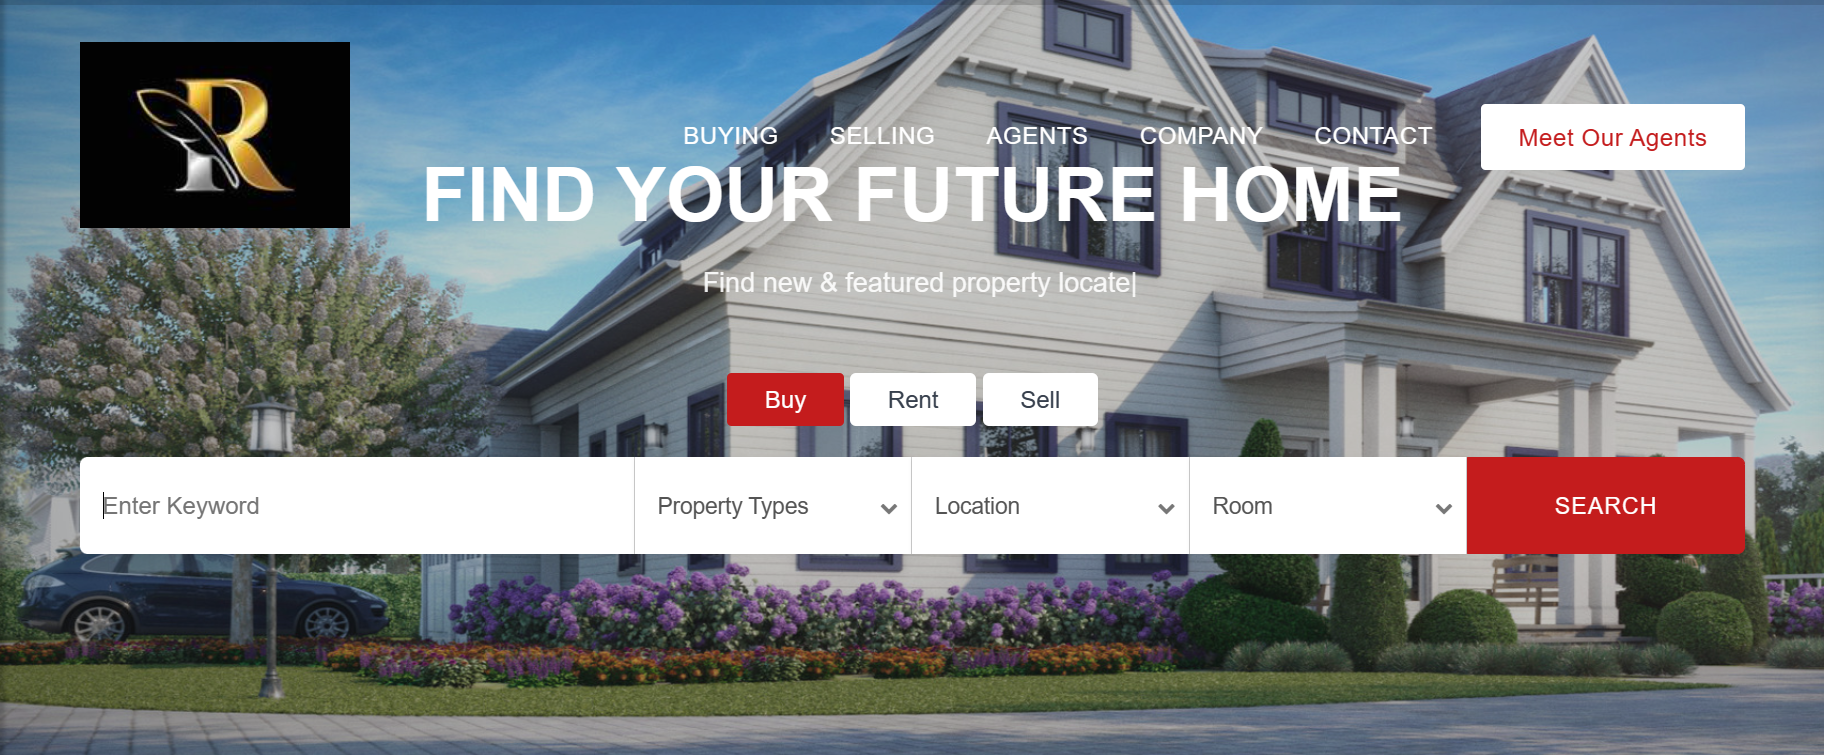 R
BUYING SELLING AGENTS COMPANY CONTACT Meet Our Agents
FIND YOUR FUTURE HOME
Find new & featured property locate|
Buy Rent Sell
Enter Keyword Property Types Location Room SEARCH